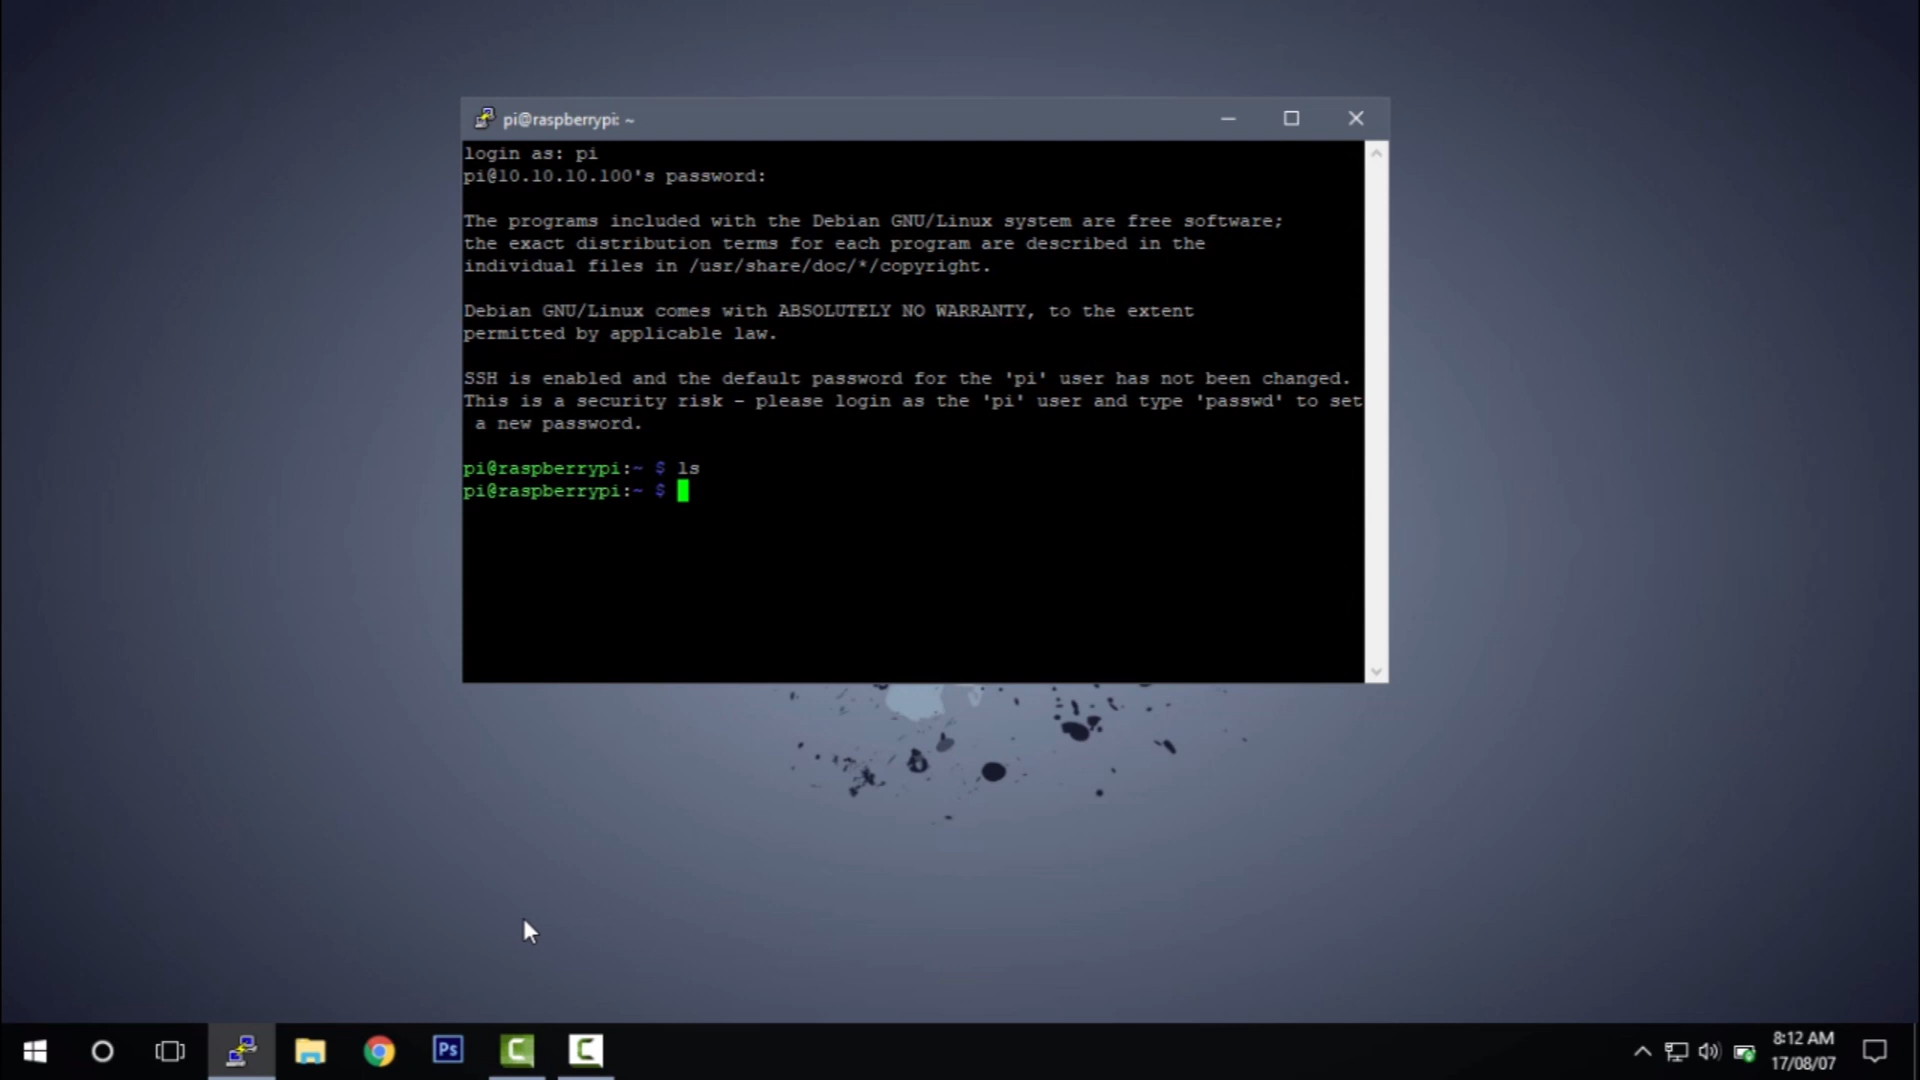 pi@raspberrypi: ~
login as: pi
pi@10.10.10.100's password:
The programs included with the Debian GNU/Linux system are free software;
the exact distribution terms for each program are described in the
individual files in /usr/share/doc/*/copyright.
Debian GNU/Linux comes with ABSOLUTELY NO WARRANTY, to the extent
permitted by applicable law.
SSH is enabled and the default password for the 'pi' user has not been changed.
This is a security risk - please login as the 'pi' user and type 'passwd' to set
a new password.
pi@raspberrypi:~ $ ls
pi@raspberrypi:~ $
Ps
8:12 AM
17/08/07